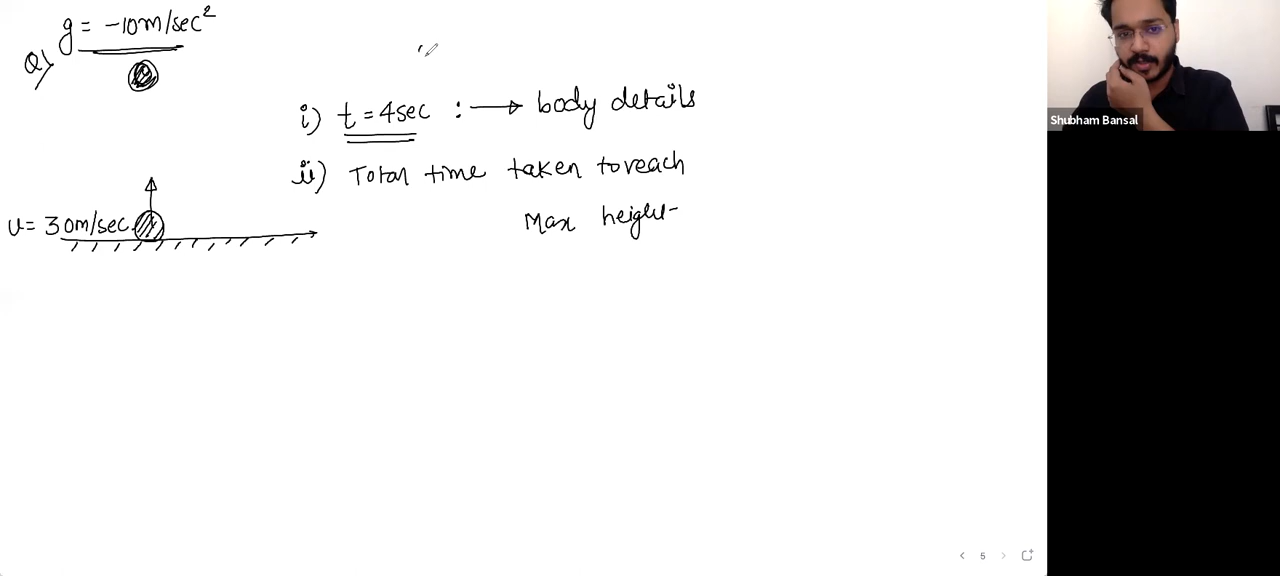 g = -10m/sec²
Q)
i) t = 4sec : → body details
ii) Total time taken to reach
Max height
u = 30m/sec
Shubham Bansal
5